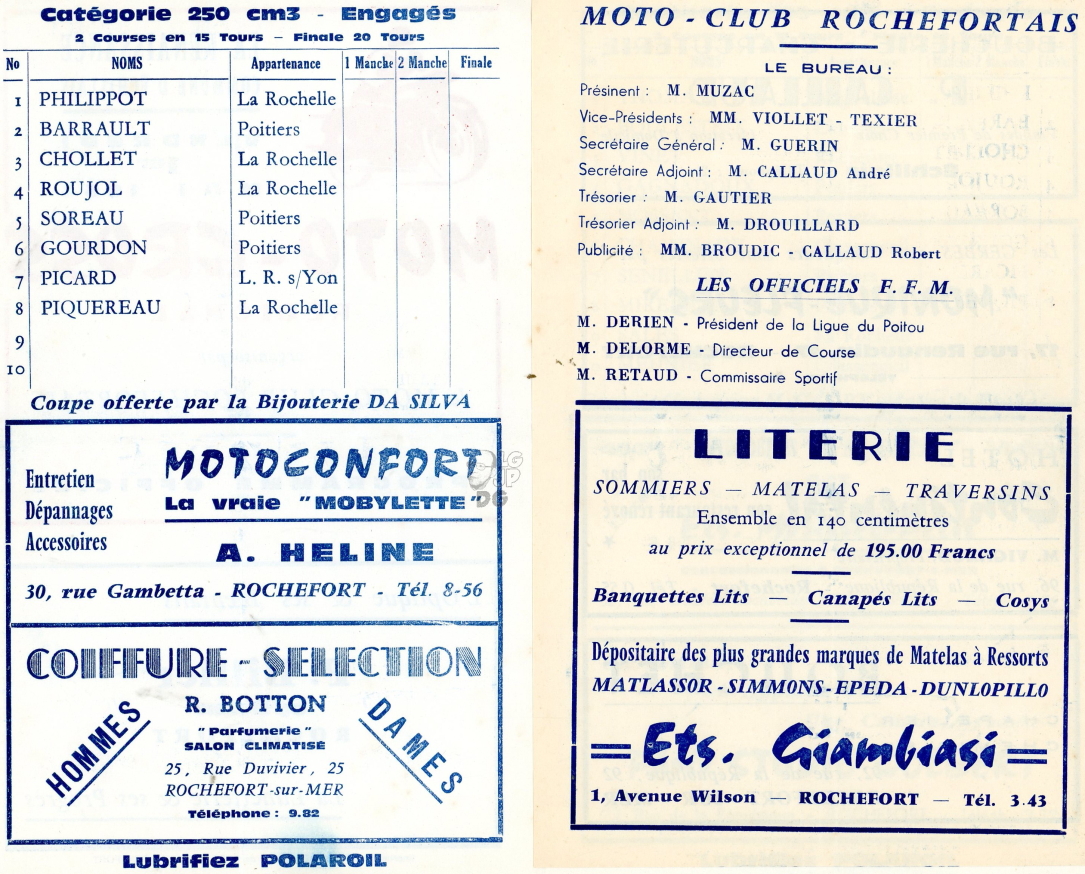 Catégorie 250 cm3 - Engagés
2 Courses en 15 Tours - Finale 20 Tours
No NOMS Appartenance 1 Manche 2 Manche Finale
1 PHILIPPOT La Rochelle
2 BARRAULT Poitiers
3 CHOLLET La Rochelle
4 ROUJOL La Rochelle
5 SOREAU Poitiers
6 GOURDON Poitiers
7 PICARD L. R. s/Yon
8 PIQUEREAU La Rochelle
9
10
Coupe offerte par la Bijouterie DA SILVA
Entretien
Dépannages
Accessoires
MOTOCONFORT
La vraie "MOBYLETTE"
A. HELINE
30, rue Gambetta - ROCHEFORT - Tél. 8-56
COIFFURE - SELECTION
R. BOTTON
HOMMES
DAMES
"Parfumerie"
SALON CLIMATISÉ
25, Rue Duvivier, 25
ROCHEFORT-sur-MER
Téléphone : 9.82
Lubrifiez POLAROIL
MOTO - CLUB ROCHEFORTAIS
LE BUREAU :
Présinent : M. MUZAC
Vice-Présidents : MM. VIOLLET - TEXIER
Secrétaire Général : M. GUERIN
Secrétaire Adjoint : M. CALLAUD André
Trésorier : M. GAUTIER
Trésorier Adjoint : M. DROUILLARD
Publicité : MM. BROUDIC - CALLAUD Robert
LES OFFICIELS F. F. M.
M. DERIEN - Président de la Ligue du Poitou
M. DELORME - Directeur de Course
M. RETAUD - Commissaire Sportif
LITERIE
SOMMIERS — MATELAS — TRAVERSINS
Ensemble en 140 centimètres
au prix exceptionnel de 195.00 Francs
Banquettes Lits — Canapés Lits — Cosys
Dépositaire des plus grandes marques de Matelas à Ressorts
MATLASSOR - SIMMONS - EPEDA - DUNLOPILLO
Ets. Giambiasi
1, Avenue Wilson — ROCHEFORT — Tél. 3.43